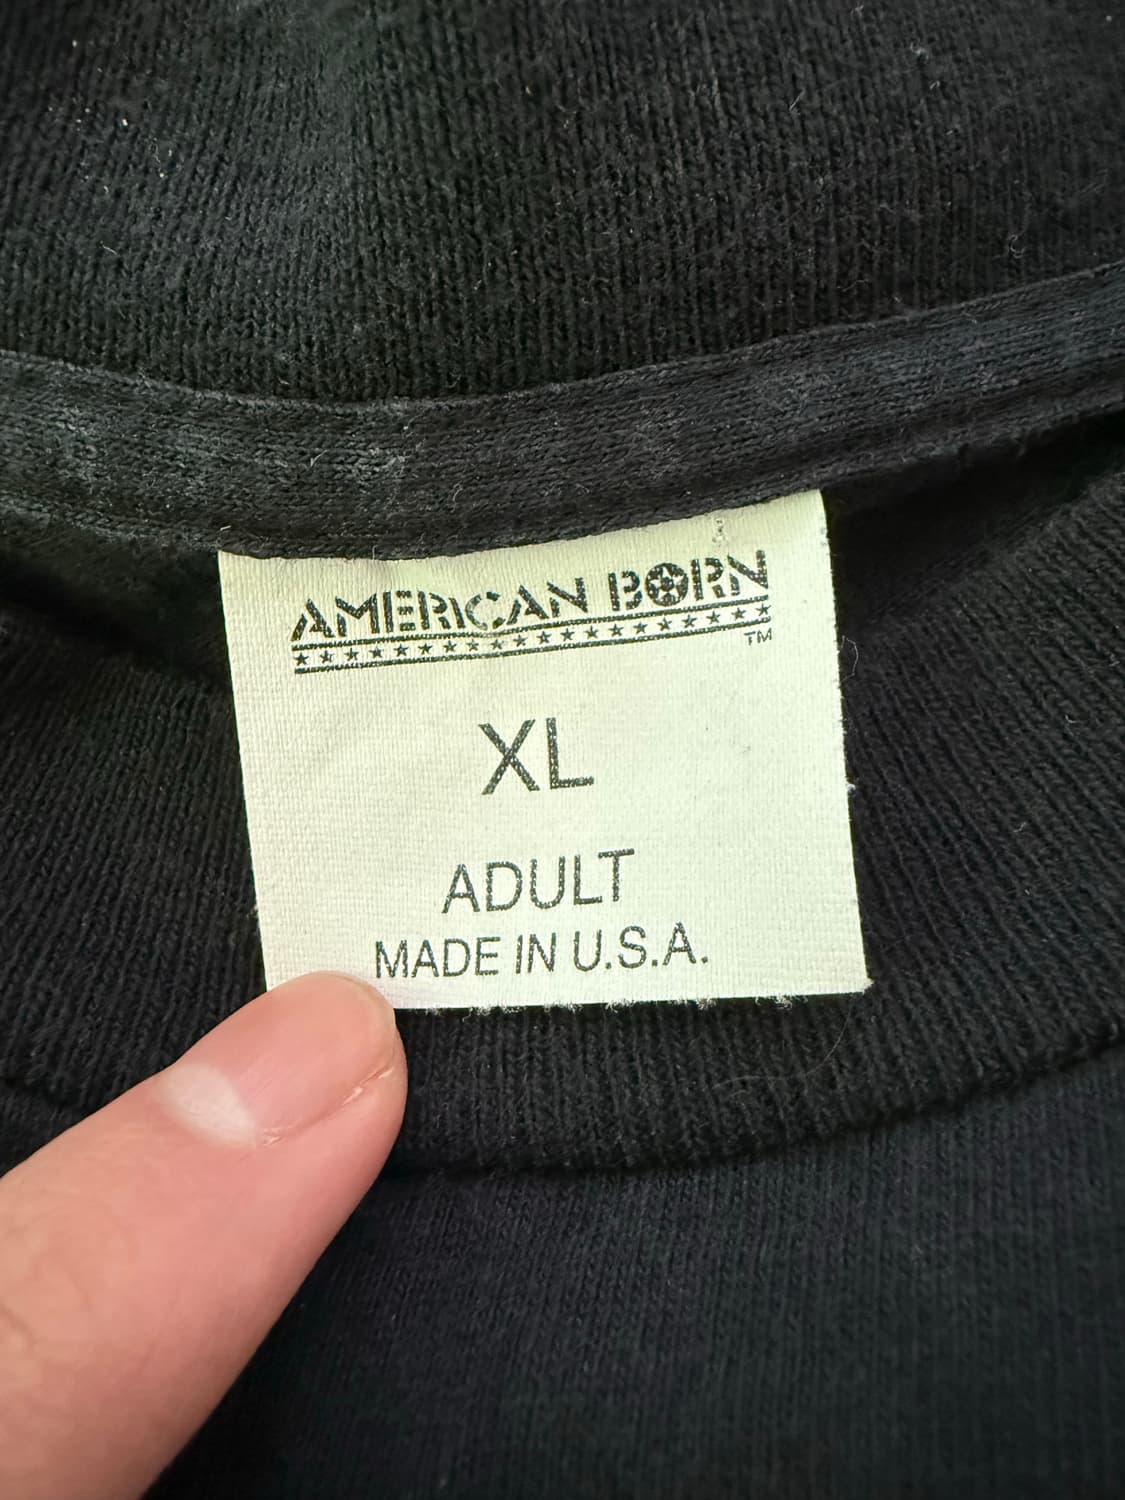 AMERICAN BORN
TM
XL
ADULT
MADE IN U.S.A.